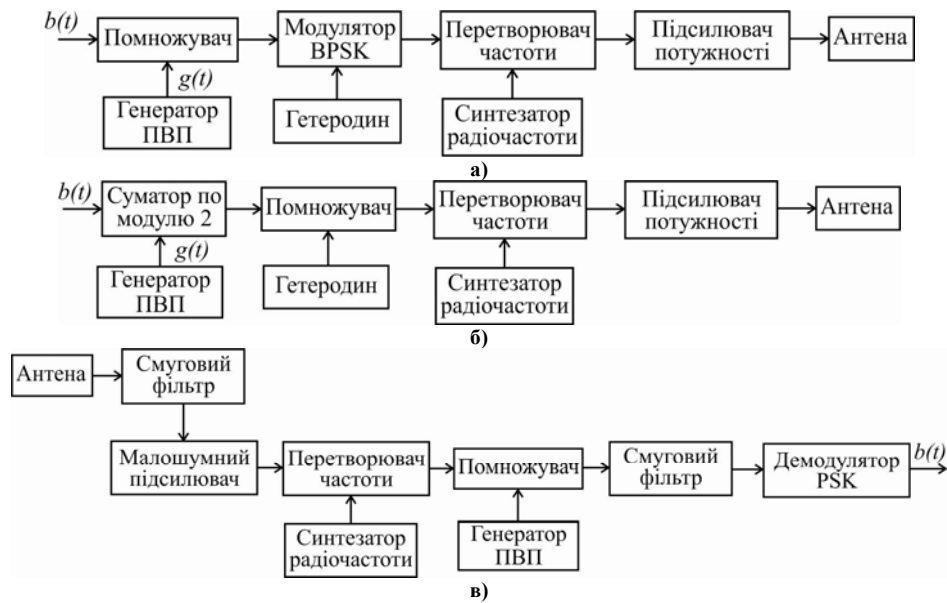 b(t)
Помножувач
Модулятор
BPSK
Перетворювач
частоти
Підсилювач
потужності
Антена
g(t)
Генератор
ПВП
Гетеродин
Синтезатор
радіочастоти
а)
b(t)
Суматор по
модулю 2
Помножувач
Перетворювач
частоти
Підсилювач
потужності
Антена
g(t)
Генератор
ПВП
Гетеродин
Синтезатор
радіочастоти
б)
Антена
Смуговий
фільтр
Малошумний
підсилювач
Перетворювач
частоти
Помножувач
Смуговий
фільтр
Демодулятор
PSK
b(t)
Синтезатор
радіочастоти
Генератор
ПВП
в)